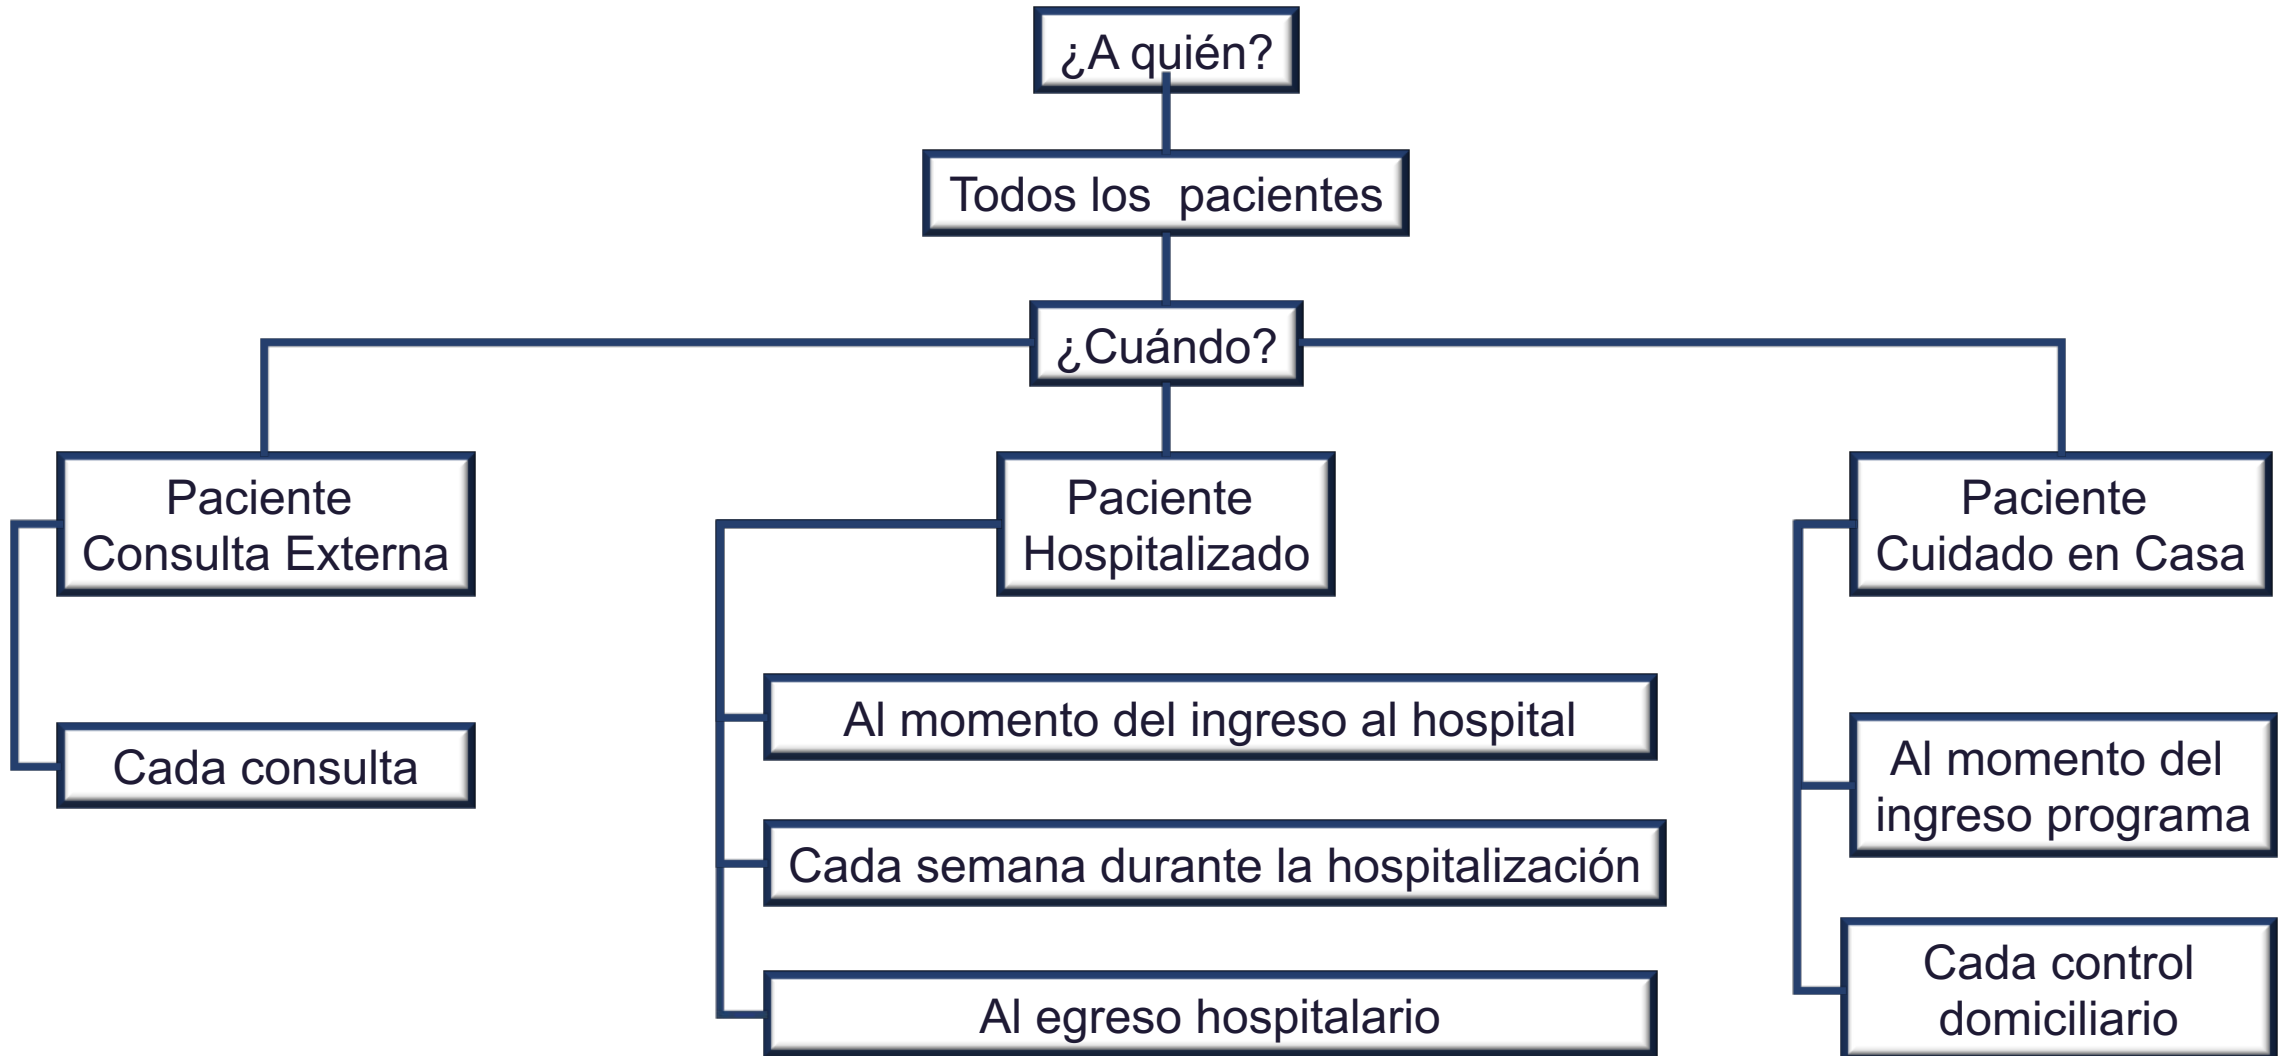 ¿A quién?
Todos los  pacientes
¿Cuándo?
Paciente
Consulta Externa
Cada consulta
Paciente
Hospitalizado
Al momento del ingreso al hospital
Cada semana durante la hospitalización
Al egreso hospitalario
Paciente
Cuidado en Casa
Al momento del
ingreso programa
Cada control
domiciliario